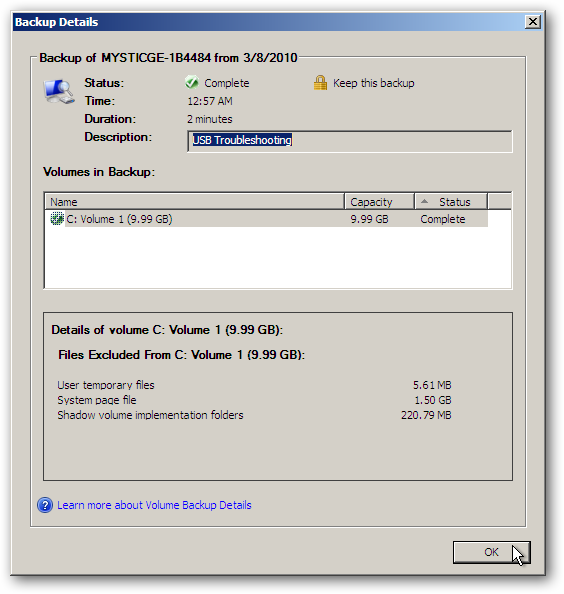 Backup Details
Backup of MYSTICGE-1B4484 from 3/8/2010
Status: Complete Keep this backup
Time: 12:57 AM
Duration: 2 minutes
Description: USB Troubleshooting
Volumes in Backup:
Name Capacity Status
C: Volume 1 (9.99 GB) 9.99 GB Complete
Details of volume C: Volume 1 (9.99 GB):
Files Excluded From C: Volume 1 (9.99 GB):
User temporary files 5.61 MB
System page file 1.50 GB
Shadow volume implementation folders 220.79 MB
? Learn more about Volume Backup Details
OK